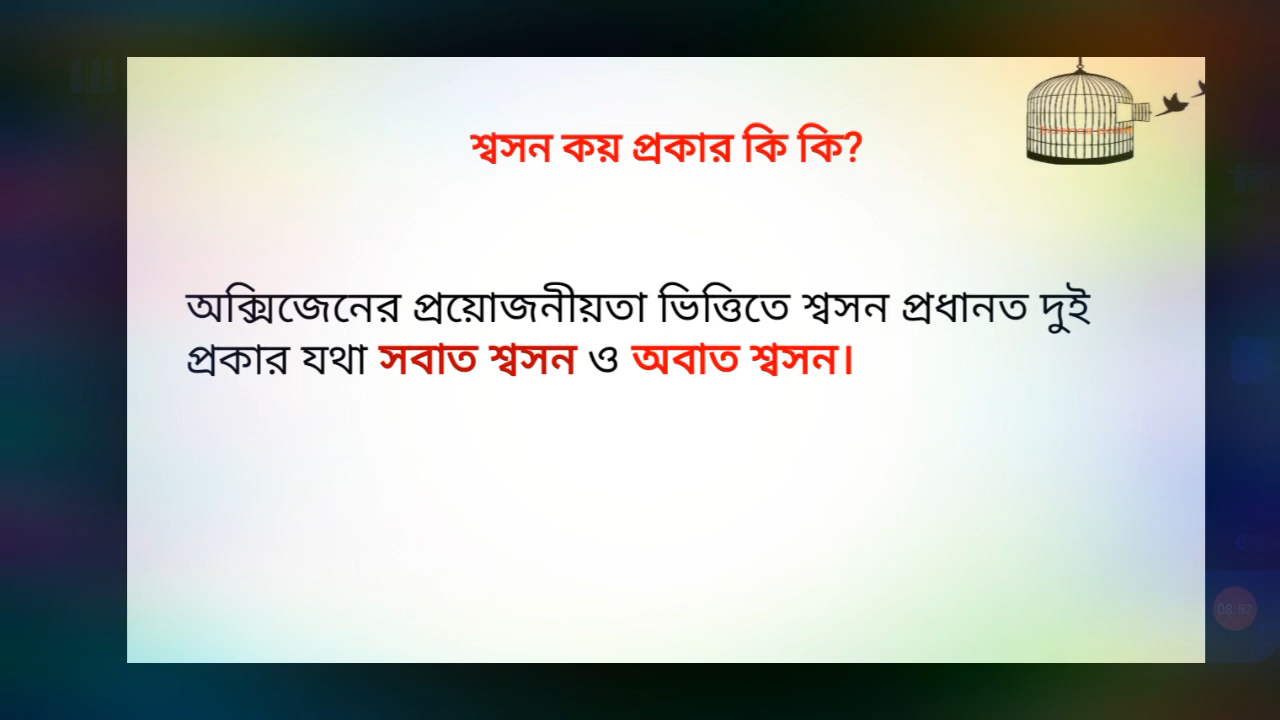 শ্বসন কয় প্রকার কি কি?
অক্সিজেনের প্রয়োজনীয়তা ভিত্তিতে শ্বসন প্রধানত দুই
প্রকার যথা সবাত শ্বসন ও অবাত শ্বসন।